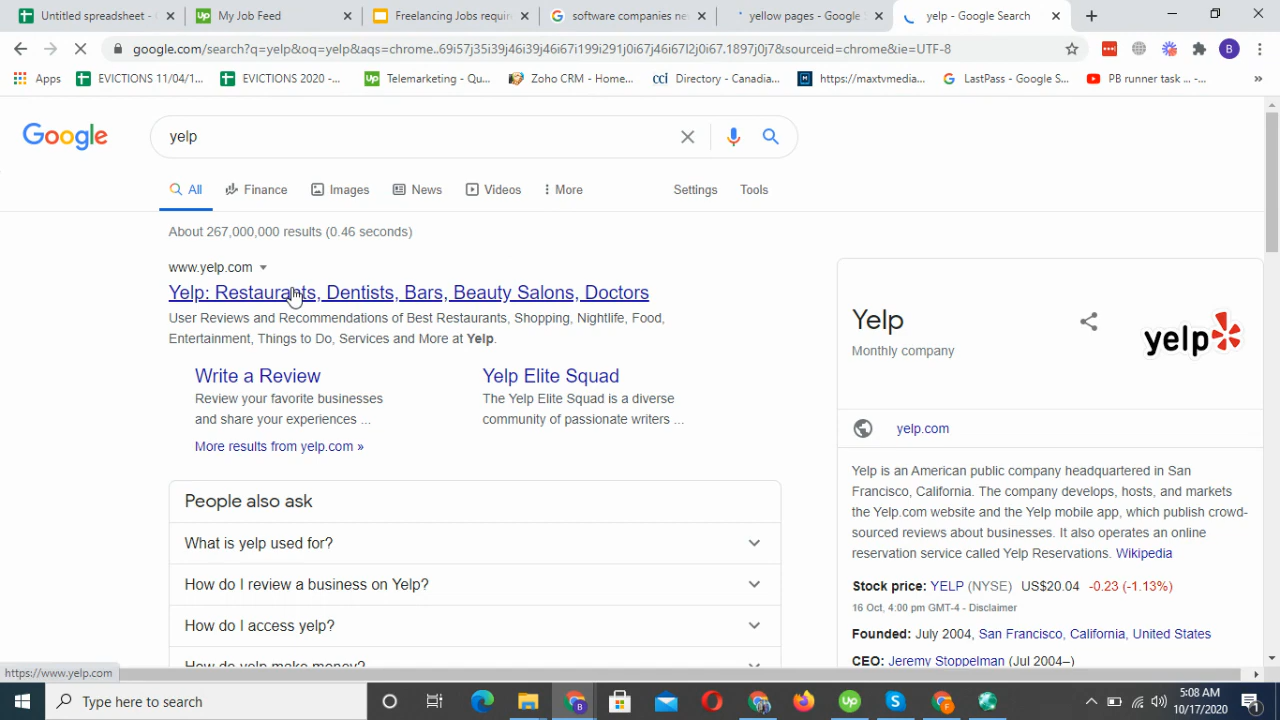 Untitled spreadsheet -
My Job Feed
Freelancing Jobs requir
software companies ne
yellow pages - Google
yelp - Google Search
google.com/search?q=yelp&oq=yelp&aqs=chrome..69i57j35i39j46i39j46i67i199i291j0i67j46i67l2j0i67.1897j0j7&sourceid=chrome&ie=UTF-8
B
Apps
EVICTIONS 11/04/1...
EVICTIONS 2020 -...
Telemarketing - Qu...
Zoho CRM - Home...
cci Directory - Canadia...
https://maxtvmedia...
LastPass - Google S...
PB runner task ... -...
Google
yelp
All
Finance
Images
News
Videos
More
Settings
Tools
About 267,000,000 results (0.46 seconds)
www.yelp.com
Yelp: Restaurants, Dentists, Bars, Beauty Salons, Doctors
User Reviews and Recommendations of Best Restaurants, Shopping, Nightlife, Food,
Entertainment, Things to Do, Services and More at Yelp.
Write a Review
Review your favorite businesses
and share your experiences ...
Yelp Elite Squad
The Yelp Elite Squad is a diverse
community of passionate writers ...
More results from yelp.com »
People also ask
What is yelp used for?
How do I review a business on Yelp?
How do I access yelp?
How do yelp make money?
Yelp
Monthly company
yelp
yelp.com
Yelp is an American public company headquartered in San
Francisco, California. The company develops, hosts, and markets
the Yelp.com website and the Yelp mobile app, which publish crowd-
sourced reviews about businesses. It also operates an online
reservation service called Yelp Reservations. Wikipedia
Stock price: YELP (NYSE) US$20.04 -0.23 (-1.13%)
16 Oct, 4:00 pm GMT-4 - Disclaimer
Founded: July 2004, San Francisco, California, United States
CEO: Jeremy Stoppelman (Jul 2004–)
https://www.yelp.com
Type here to search
5:08 AM
10/17/2020